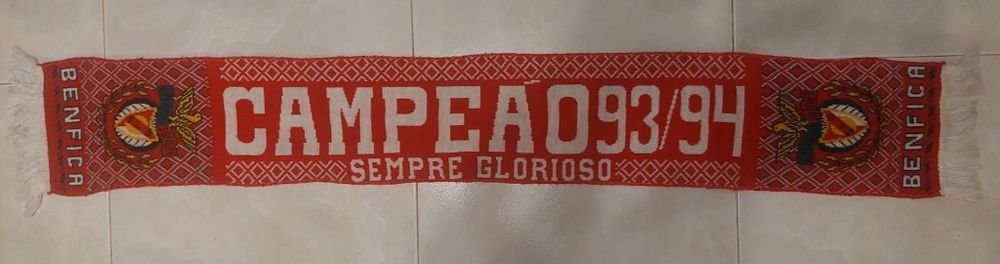 BENFICA
CAMPEÃO 93/94
SEMPRE GLORIOSO
BENFICA